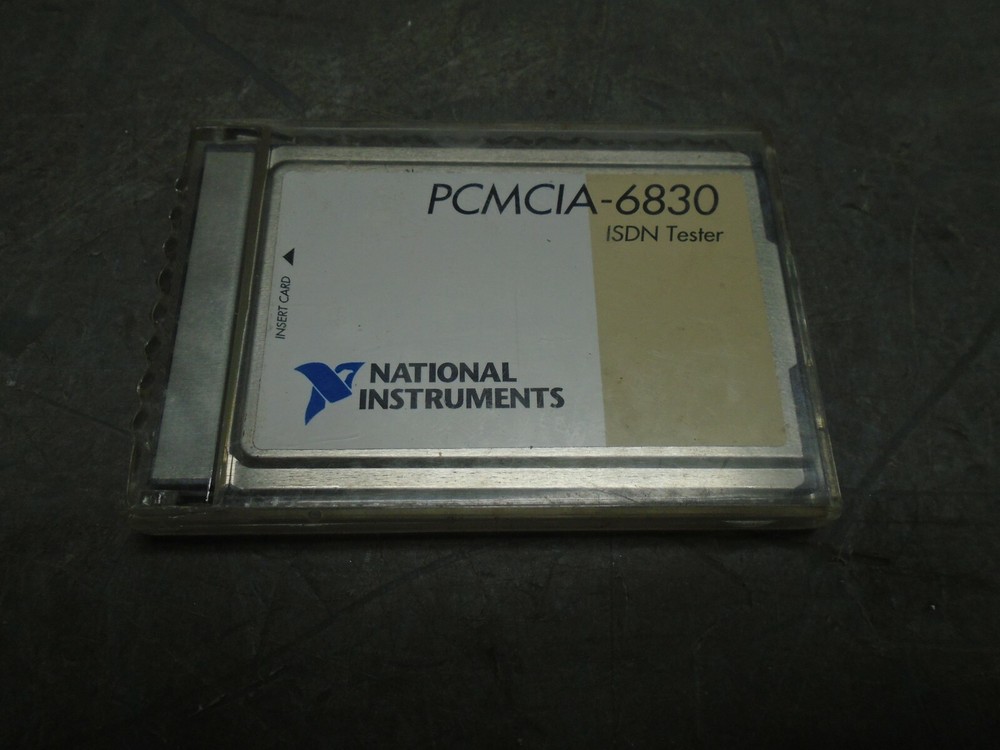 PCMCIA-6830
ISDN Tester
INSERT CARD
NATIONAL
INSTRUMENTS